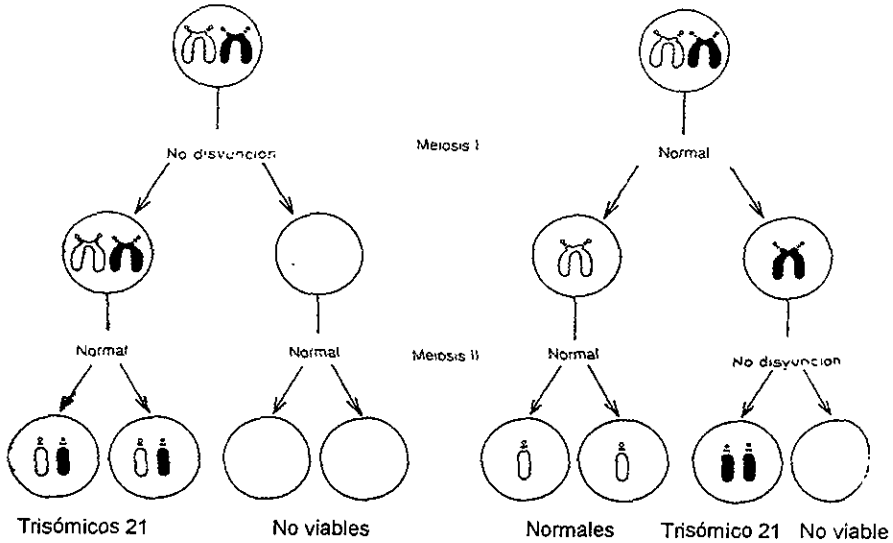 No disyuncion
Meiosis I
Normal
Normal
Normal
Meiosis II
Normal
No disyuncion
Trisómicos 21
No viables
Normales
Trisómico 21
No viable